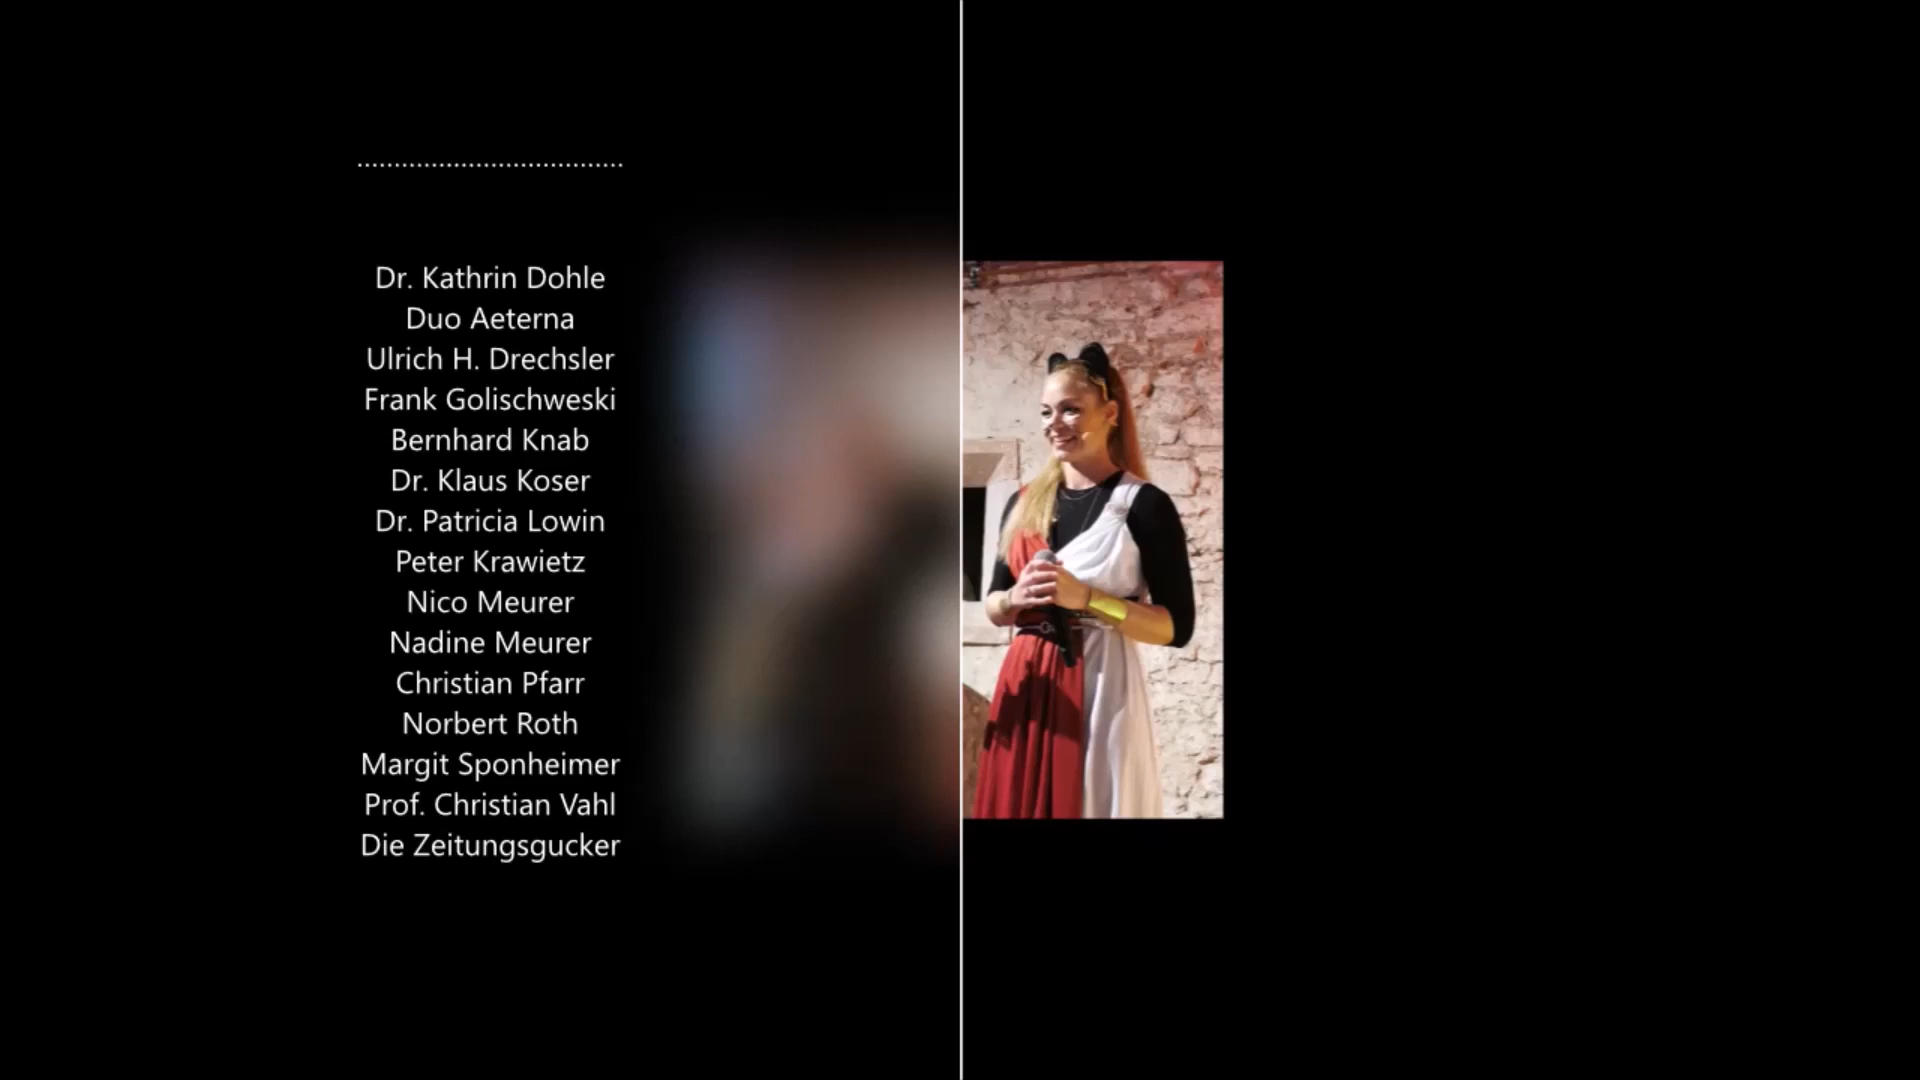 ....................................
Dr. Kathrin Dohle
Duo Aeterna
Ulrich H. Drechsler
Frank Golischweski
Bernhard Knab
Dr. Klaus Koser
Dr. Patricia Lowin
Peter Krawietz
Nico Meurer
Nadine Meurer
Christian Pfarr
Norbert Roth
Margit Sponheimer
Prof. Christian Vahl
Die Zeitungsgucker